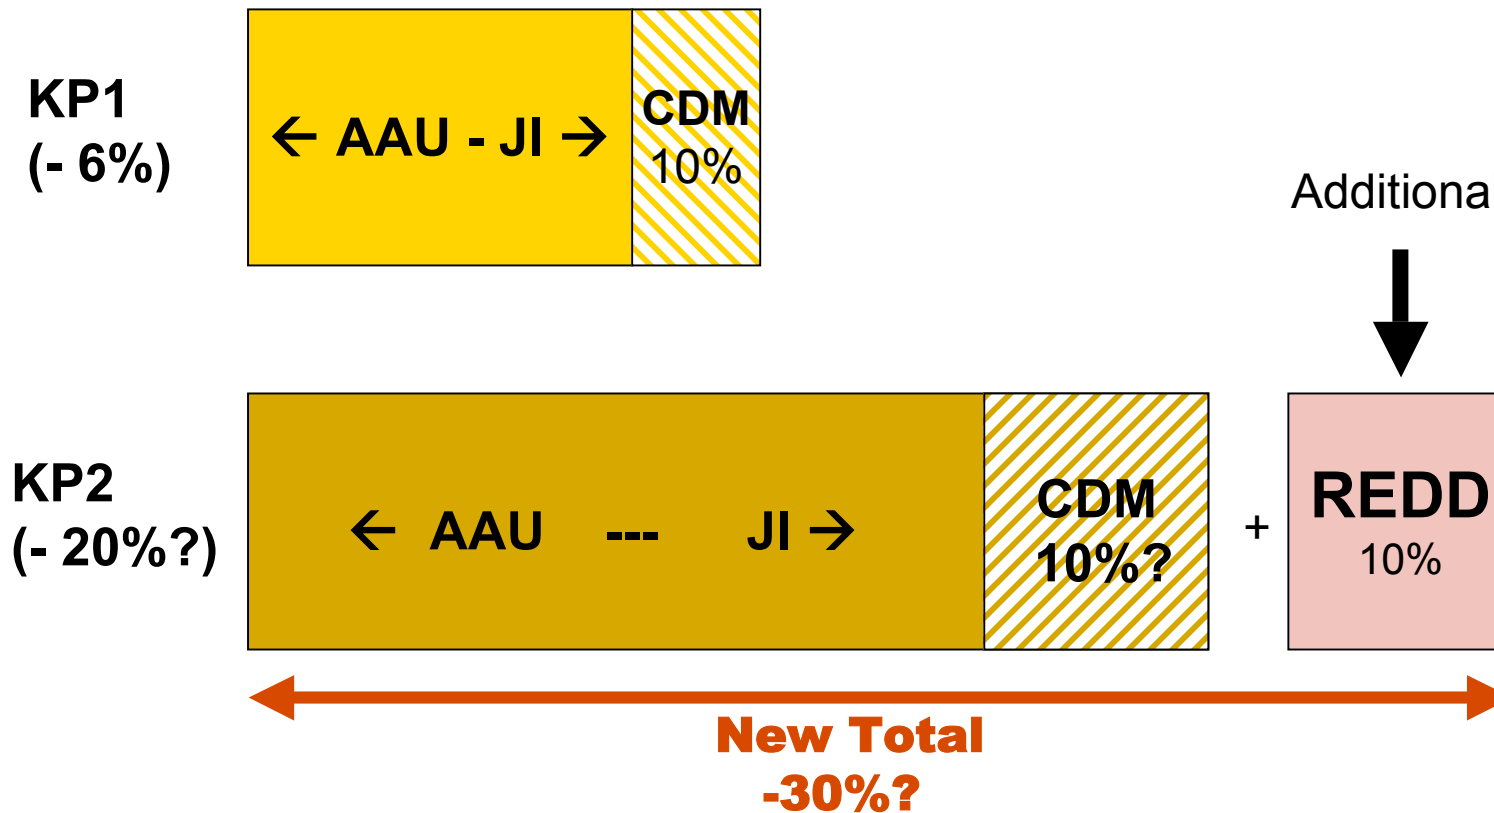 KP1
(- 6%)
← AAU - JI →
CDM
10%
Additiona
KP2
(- 20%?)
← AAU --- JI →
CDM
10%?
+
REDD
10%
New Total
-30%?